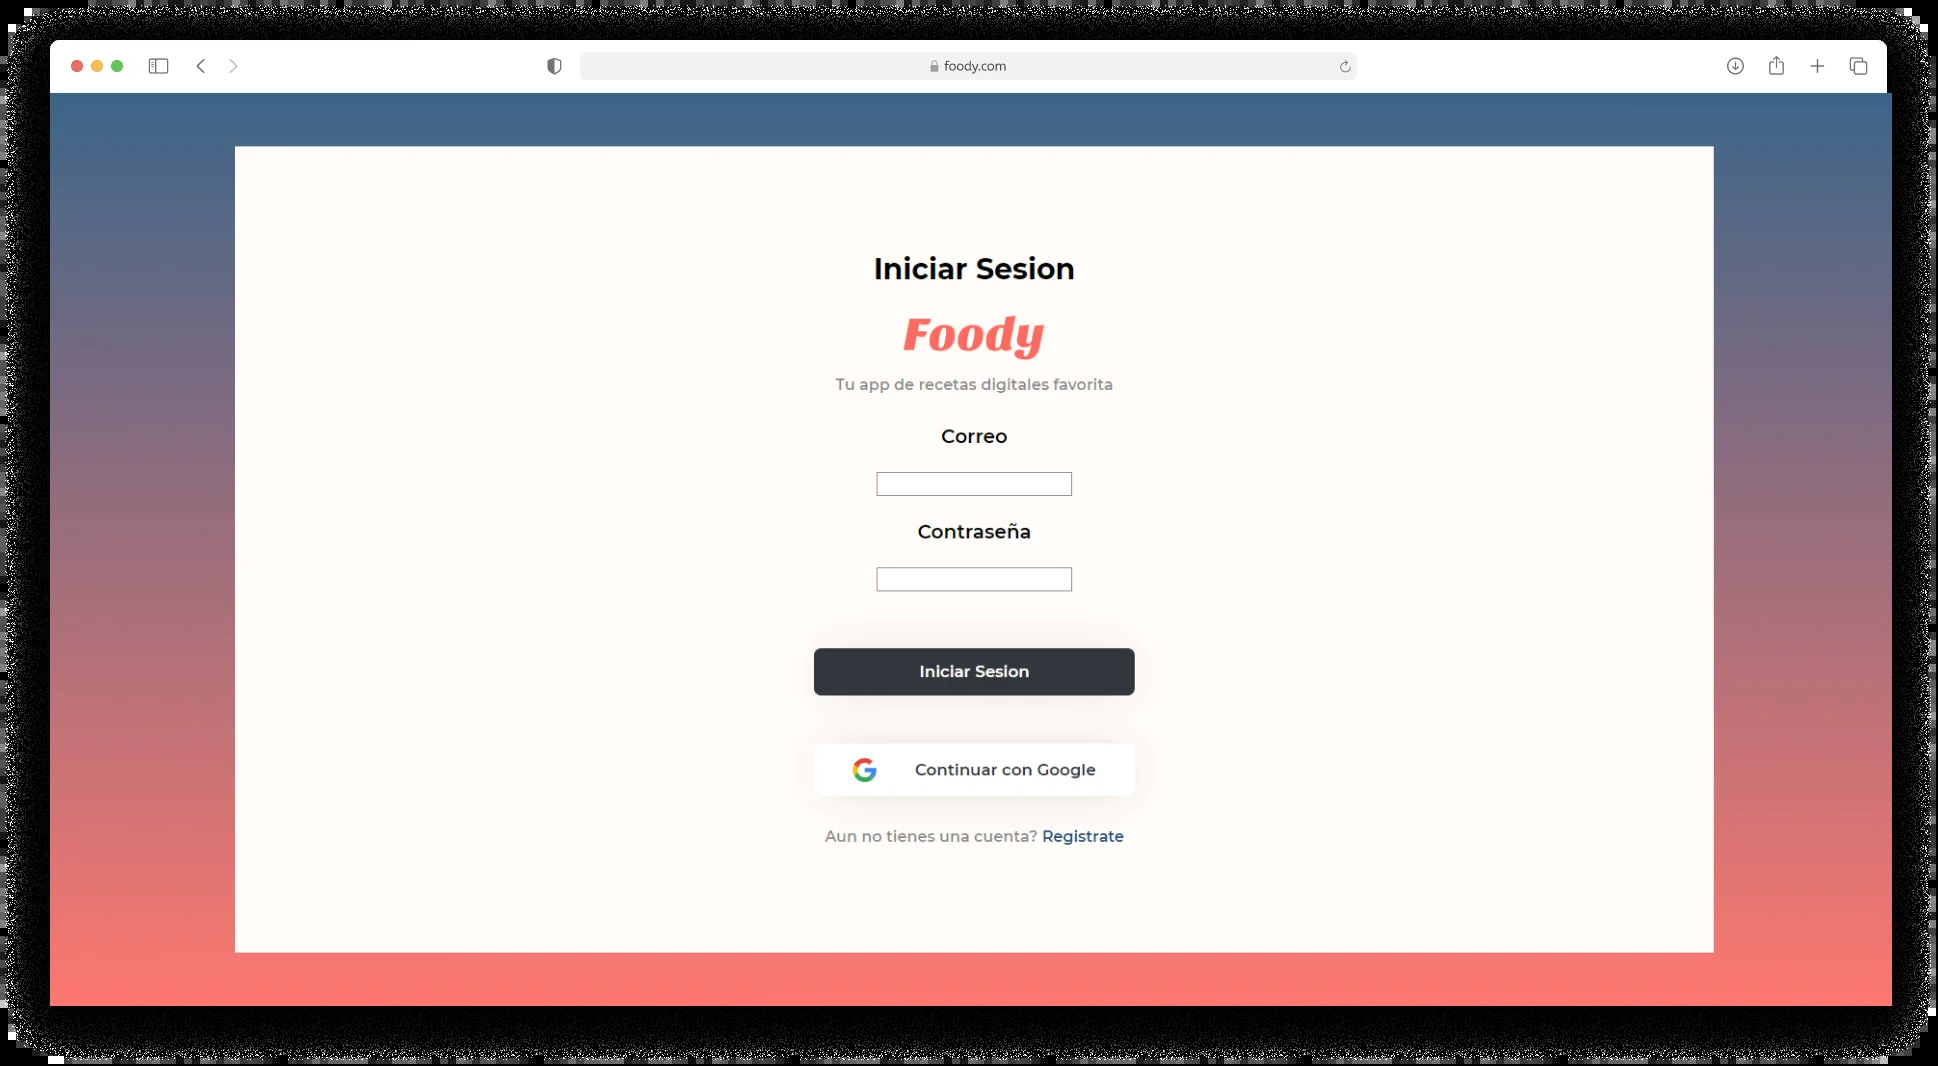 foody.com
Iniciar Sesion
Foody
Tu app de recetas digitales favorita
Correo
Contraseña
Iniciar Sesion
Continuar con Google
Aun no tienes una cuenta? Registrate